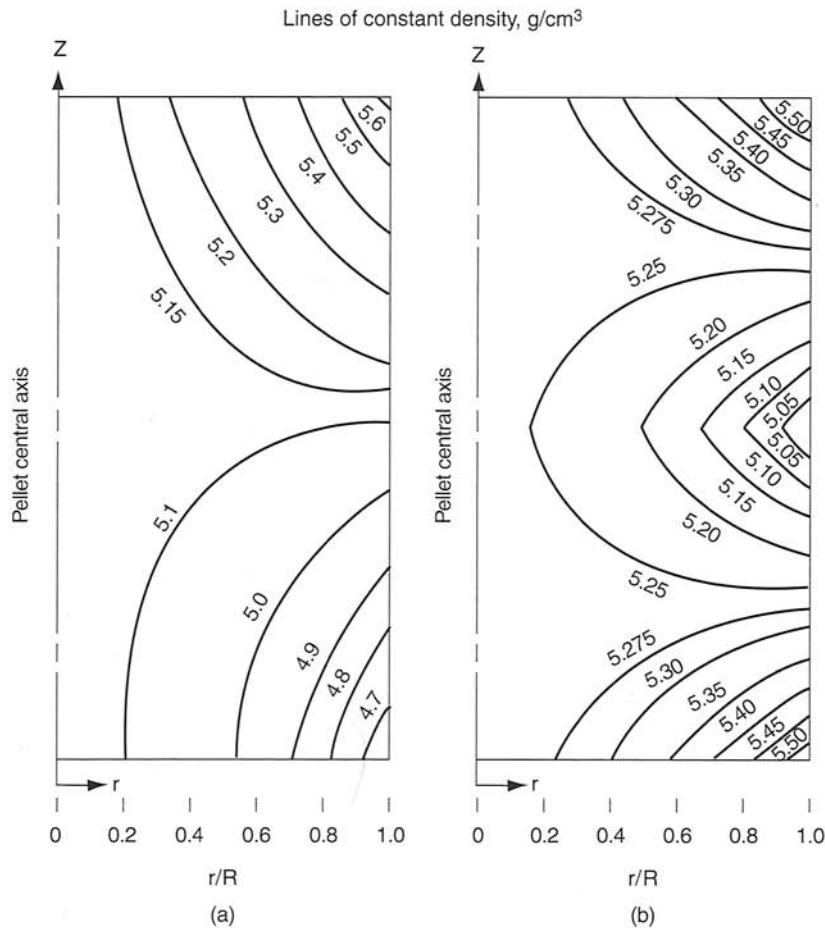 Lines of constant density, g/cm³
Z
5.6
5.5
5.4
5.3
5.2
5.15
Pellet central axis
5.1
5.0
4.9
4.8
4.7
r
0 0.2 0.4 0.6 0.8 1.0
r/R
(a)
Z
5.50
5.45
5.40
5.35
5.30
5.275
5.25
5.20
5.15
5.10
5.05
Pellet central axis
5.05
5.10
5.15
5.20
5.25
5.275
5.30
5.35
5.40
5.45
5.50
r
0 0.2 0.4 0.6 0.8 1.0
r/R
(b)